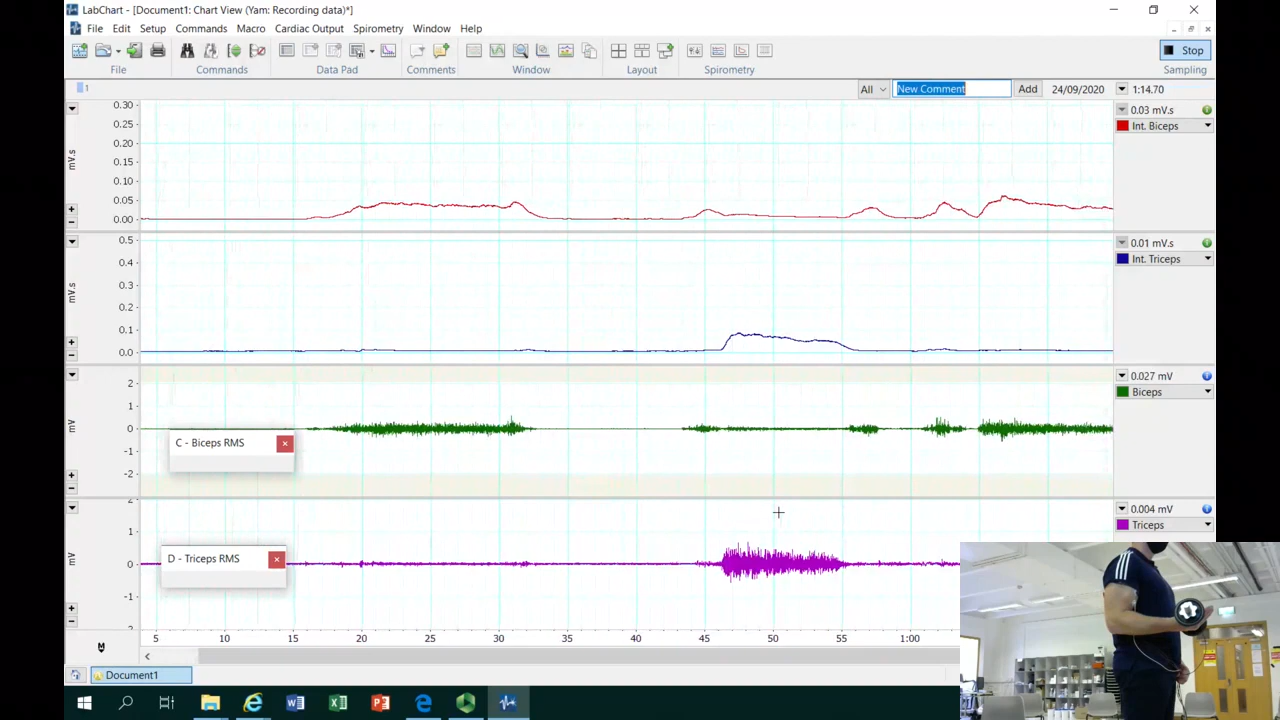 LabChart - [Document1: Chart View (Yam: Recording data)*]
File Edit Setup Commands Macro Cardiac Output Spirometry Window Help
Stop
File Commands Data Pad Comments Window Layout Spirometry Sampling
1 All New Comment Add 24/09/2020 1:14.70
0.30
0.25
0.20
0.15
0.10
0.05
0.00
mV.s
0.03 mV.s
Int. Biceps
0.5
0.4
0.3
0.2
0.1
0.0
mV.s
0.01 mV.s
Int. Triceps
2
1
0
-1
-2
mV
0.027 mV
Biceps
C - Biceps RMS
2
1
0
-1
-2
mV
0.004 mV
Triceps
D - Triceps RMS
5 10 15 20 25 30 35 40 45 50 55 1:00
Document1